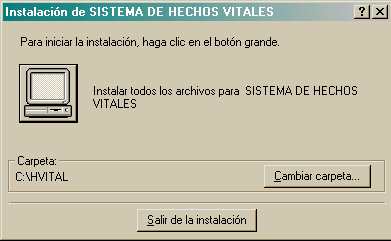 Instalación de SISTEMA DE HECHOS VITALES
Para iniciar la instalación, haga clic en el botón grande.
Instalar todos los archivos para  SISTEMA DE HECHOS
VITALES
Carpeta:
C:\HVITAL
Cambiar carpeta...
Salir de la instalación